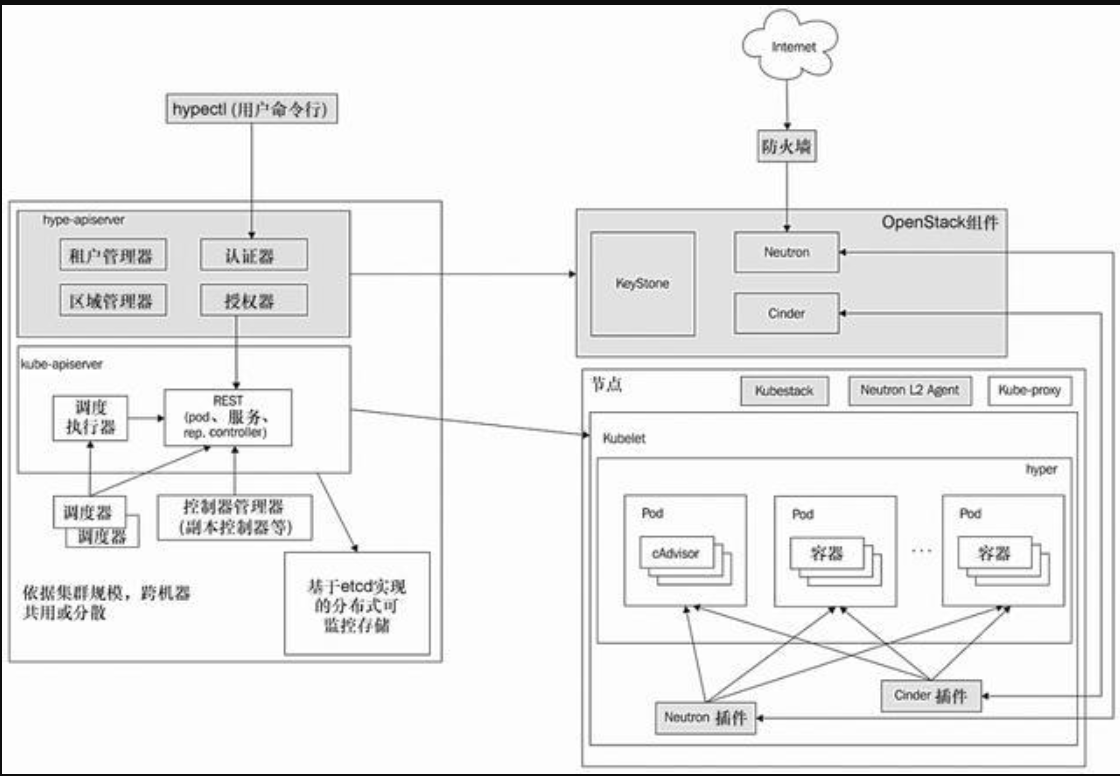 Internet
hypectl (用户命令行)
防火墙
hype-apiserver
租户管理器
认证器
区域管理器
授权器
OpenStack组件
KeyStone
Neutron
Cinder
kube-apiserver
调度
执行器
REST
(pod、服务、
rep. controller)
调度器
调度器
控制器管理器
(副本控制器等)
依据集群规模，跨机器
共用或分散
基于etcd实现
的分布式可
监控存储
节点
Kubestack
Neutron L2 Agent
Kube-proxy
Kubelet
hyper
Pod
cAdvisor
Pod
容器
...
Pod
容器
Cinder 插件
Neutron 插件